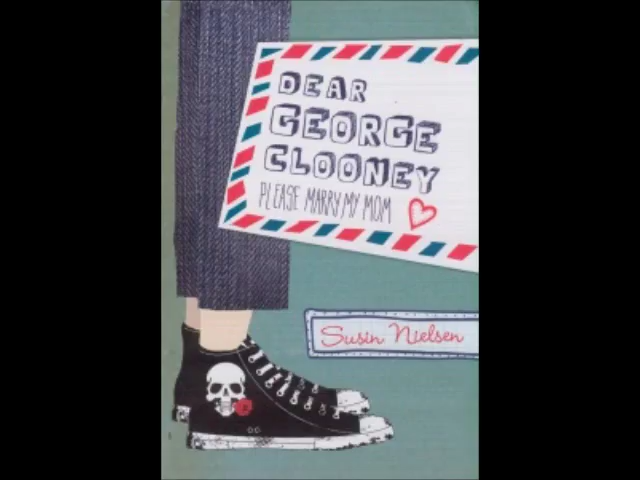 DEAR
GEORGE
CLOONEY
PLEASE MARRY MY MOM
Susin Nielsen